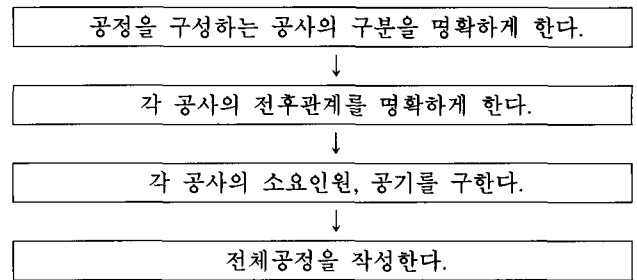 공정을 구성하는 공사의 구분을 명확하게 한다.
↓
각 공사의 전후관계를 명확하게 한다.
↓
각 공사의 소요인원, 공기를 구한다.
↓
전체공정을 작성한다.